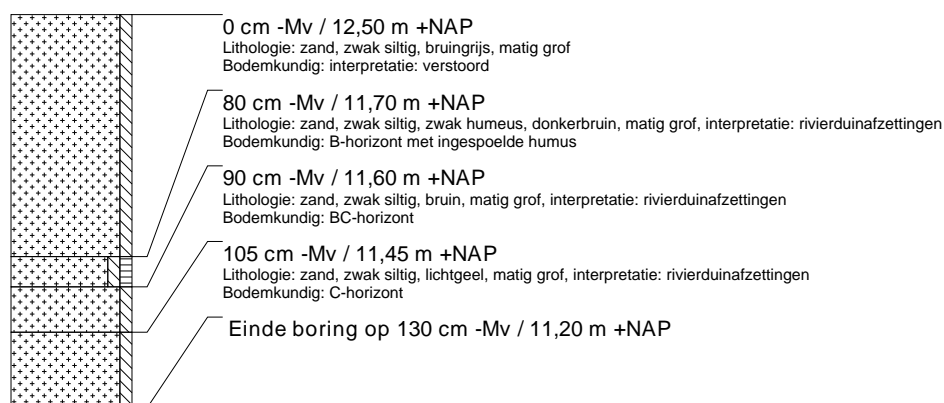 0 cm -Mv / 12,50 m +NAP
Lithologie: zand, zwak siltig, bruingrijs, matig grof
Bodemkundig: interpretatie: verstoord
80 cm -Mv / 11,70 m +NAP
Lithologie: zand, zwak siltig, zwak humeus, donkerbruin, matig grof, interpretatie: rivierduinafzettingen
Bodemkundig: B-horizont met ingespoelde humus
90 cm -Mv / 11,60 m +NAP
Lithologie: zand, zwak siltig, bruin, matig grof, interpretatie: rivierduinafzettingen
Bodemkundig: BC-horizont
105 cm -Mv / 11,45 m +NAP
Lithologie: zand, zwak siltig, lichtgeel, matig grof, interpretatie: rivierduinafzettingen
Bodemkundig: C-horizont
Einde boring op 130 cm -Mv / 11,20 m +NAP